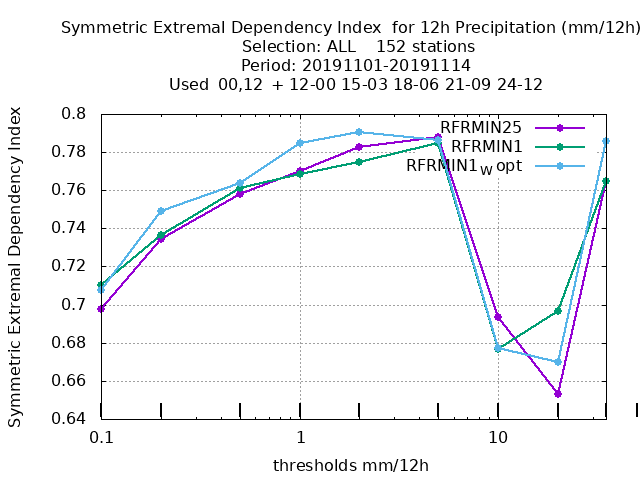 Symmetric Extremal Dependency Index  for 12h Precipitation (mm/12h)
Selection: ALL    152 stations
Period: 20191101-20191114
Used  00,12  + 12-00 15-03 18-06 21-09 24-12
Symmetric Extremal Dependency Index
0.8
0.78
0.76
0.74
0.72
0.7
0.68
0.66
0.64
RFRMIN25
RFRMIN1
RFRMIN1W opt
0.1
1
10
thresholds mm/12h